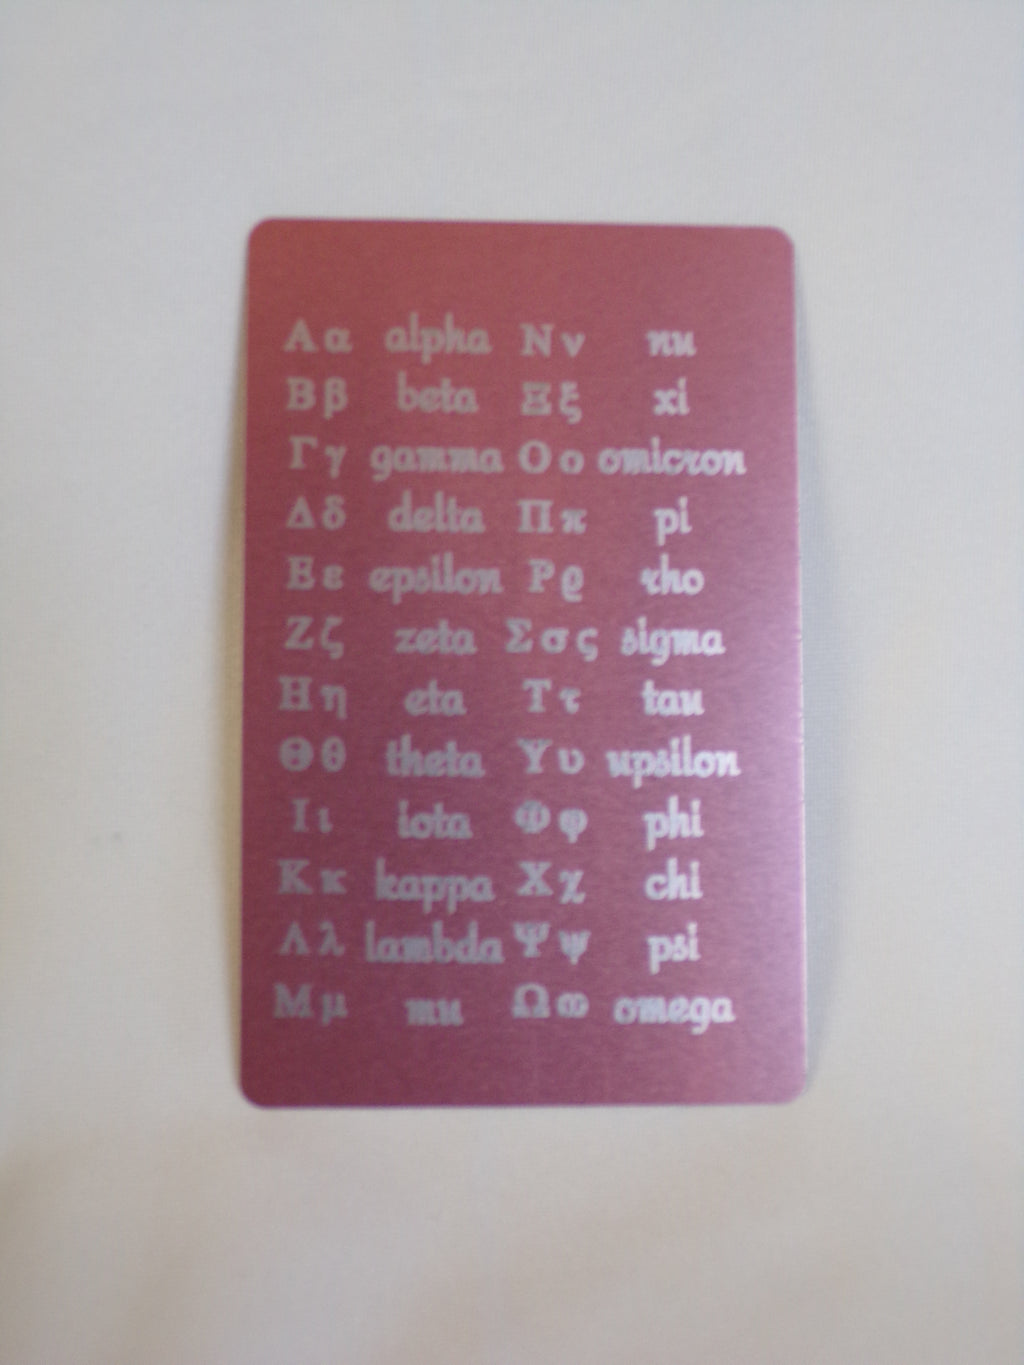 Α α alpha Ν ν nu
Β β beta Ξ ξ xi
Γ γ gamma Ο ο omicron
Δ δ delta Π π pi
Ε ε epsilon Ρ ϱ rho
Ζ ζ zeta Σ σ ς sigma
Η η eta Τ τ tau
Θ θ theta Υ υ upsilon
Ι ι iota Φ φ phi
Κ κ kappa Χ χ chi
Λ λ lambda Ψ ψ psi
Μ μ mu Ω ω omega